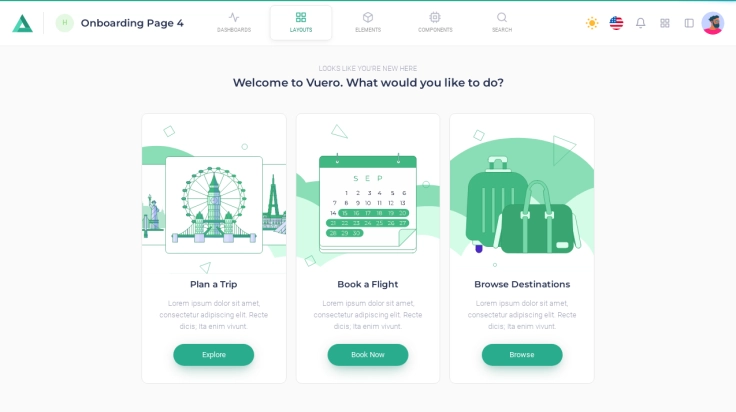 H
Onboarding Page 4
DASHBOARDS
LAYOUTS
ELEMENTS
COMPONENTS
SEARCH
LOOKS LIKE YOU'RE NEW HERE
Welcome to Vuero. What would you like to do?
S E P
1 2 3 4 5 6
7 8 9 10 11 12 13
14 15 16 17 18 19 20
21 22 23 24 25 26 27
28 29 30
Plan a Trip
Lorem ipsum dolor sit amet,
consectetur adipiscing elit. Recte
dicis; Ita enim vivunt.
Explore
Book a Flight
Lorem ipsum dolor sit amet,
consectetur adipiscing elit. Recte
dicis; Ita enim vivunt.
Book Now
Browse Destinations
Lorem ipsum dolor sit amet,
consectetur adipiscing elit. Recte
dicis; Ita enim vivunt.
Browse